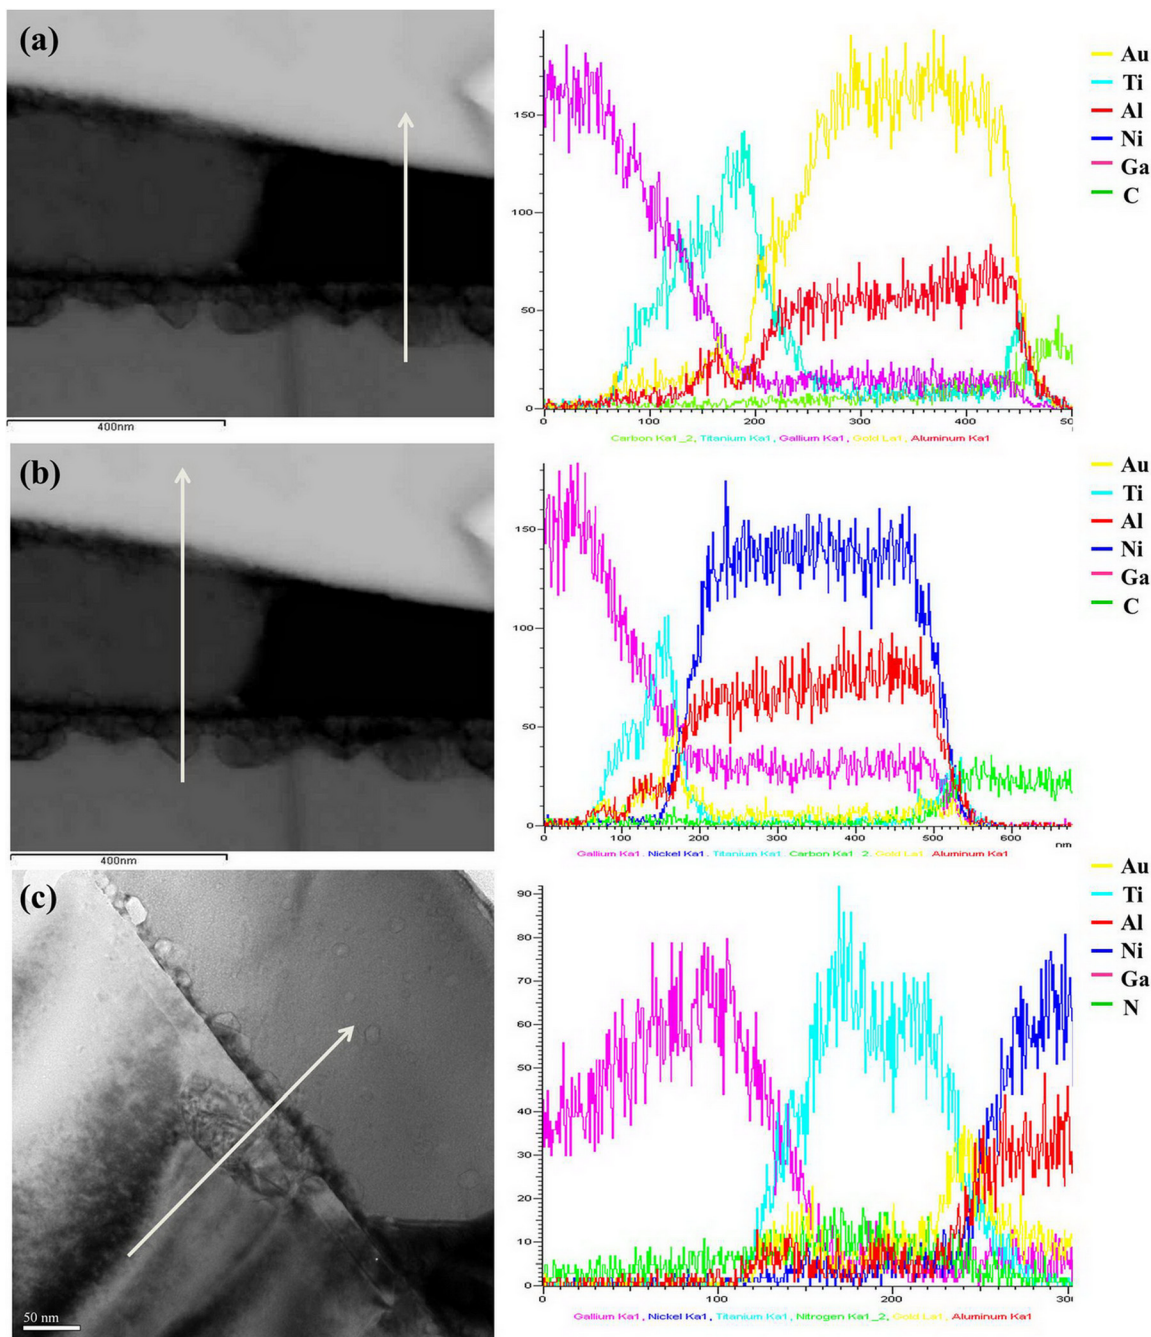 (a)
150
100
50
0
0 100 200 300 400 50
Carbon Ka1_2, Titanium Ka1, Gallium Ka1, Gold La1, Aluminum Ka1
Au
Ti
Al
Ni
Ga
C
400nm
(b)
150
100
50
0
0 100 200 300 400 500 600 nm
Gallium Ka1, Nickel Ka1, Titanium Ka1, Carbon Ka1_2, Gold La1, Aluminum Ka1
Au
Ti
Al
Ni
Ga
C
400nm
(c)
90
80
70
60
50
40
30
20
10
0
0 100 200 300
Gallium Ka1, Nickel Ka1, Titanium Ka1, Nitrogen Ka1_2, Gold La1, Aluminum Ka1
Au
Ti
Al
Ni
Ga
N
50 nm